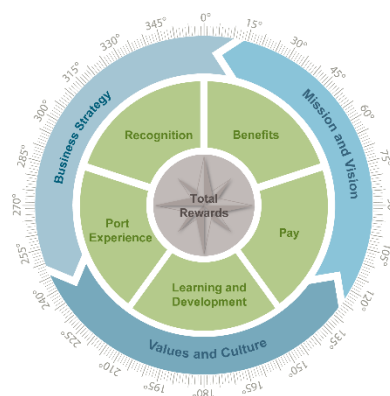 0°
15°
30°
45°
60°
75°
105°
120°
135°
150°
165°
180°
195°
210°
225°
240°
255°
270°
285°
300°
315°
330°
345°
Business Strategy
Mission and Vision
Values and Culture
Recognition
Benefits
Port
Experience
Pay
Learning and
Development
Total
Rewards